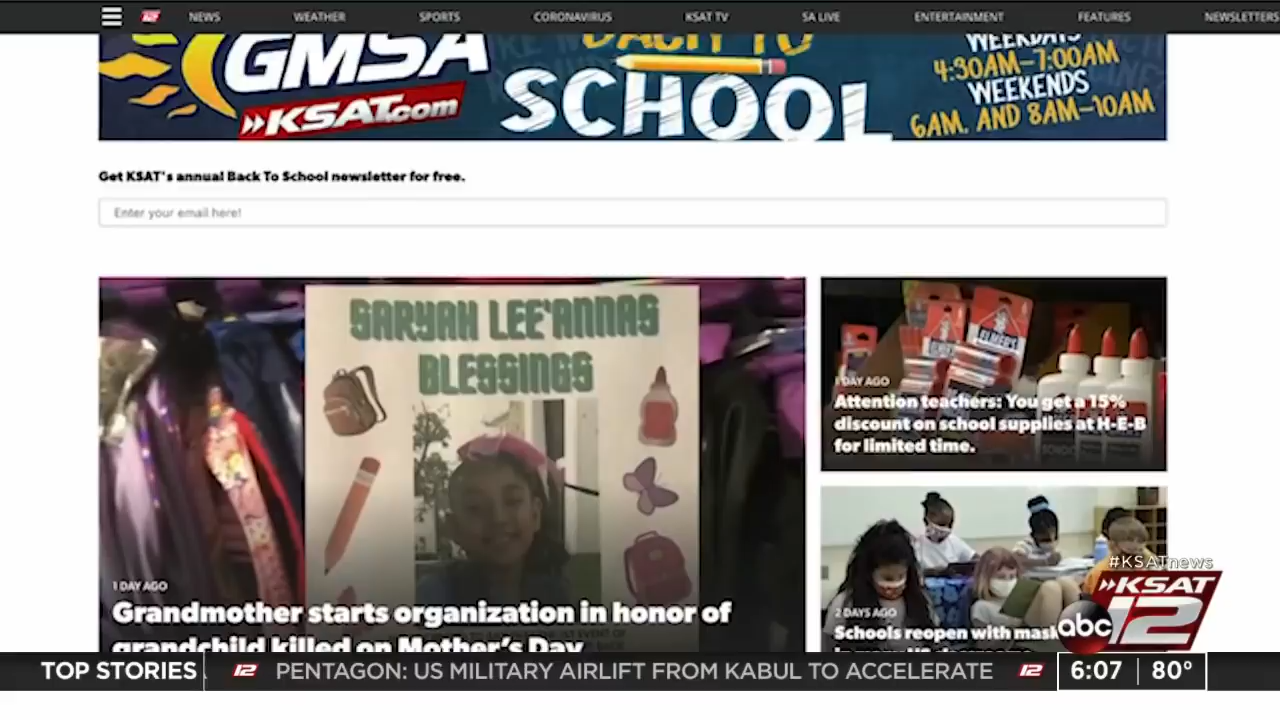 NEWS WEATHER SPORTS CORONAVIRUS KSAT TV SA LIVE ENTERTAINMENT FEATURES NEWSLETTERS
GMSA
KSAT.com
BACK TO
SCHOOL
WEEKDAYS
4:30AM-7:00AM
WEEKENDS
6AM. AND 8AM-10AM
Get KSAT's annual Back To School newsletter for free.
Enter your email here!
SARYAH LEE'ANNAS
BLESSINGS
1 DAY AGO
Grandmother starts organization in honor of
grandchild killed on Mother's Day
ELMER'S
1 DAY AGO
Attention teachers: You get a 15%
discount on school supplies at H-E-B
for limited time.
2 DAYS AGO
Schools reopen with mask
#KSATnews
KSAT
abc 12
TOP STORIES 12 PENTAGON: US MILITARY AIRLIFT FROM KABUL TO ACCELERATE 12 6:07 80°